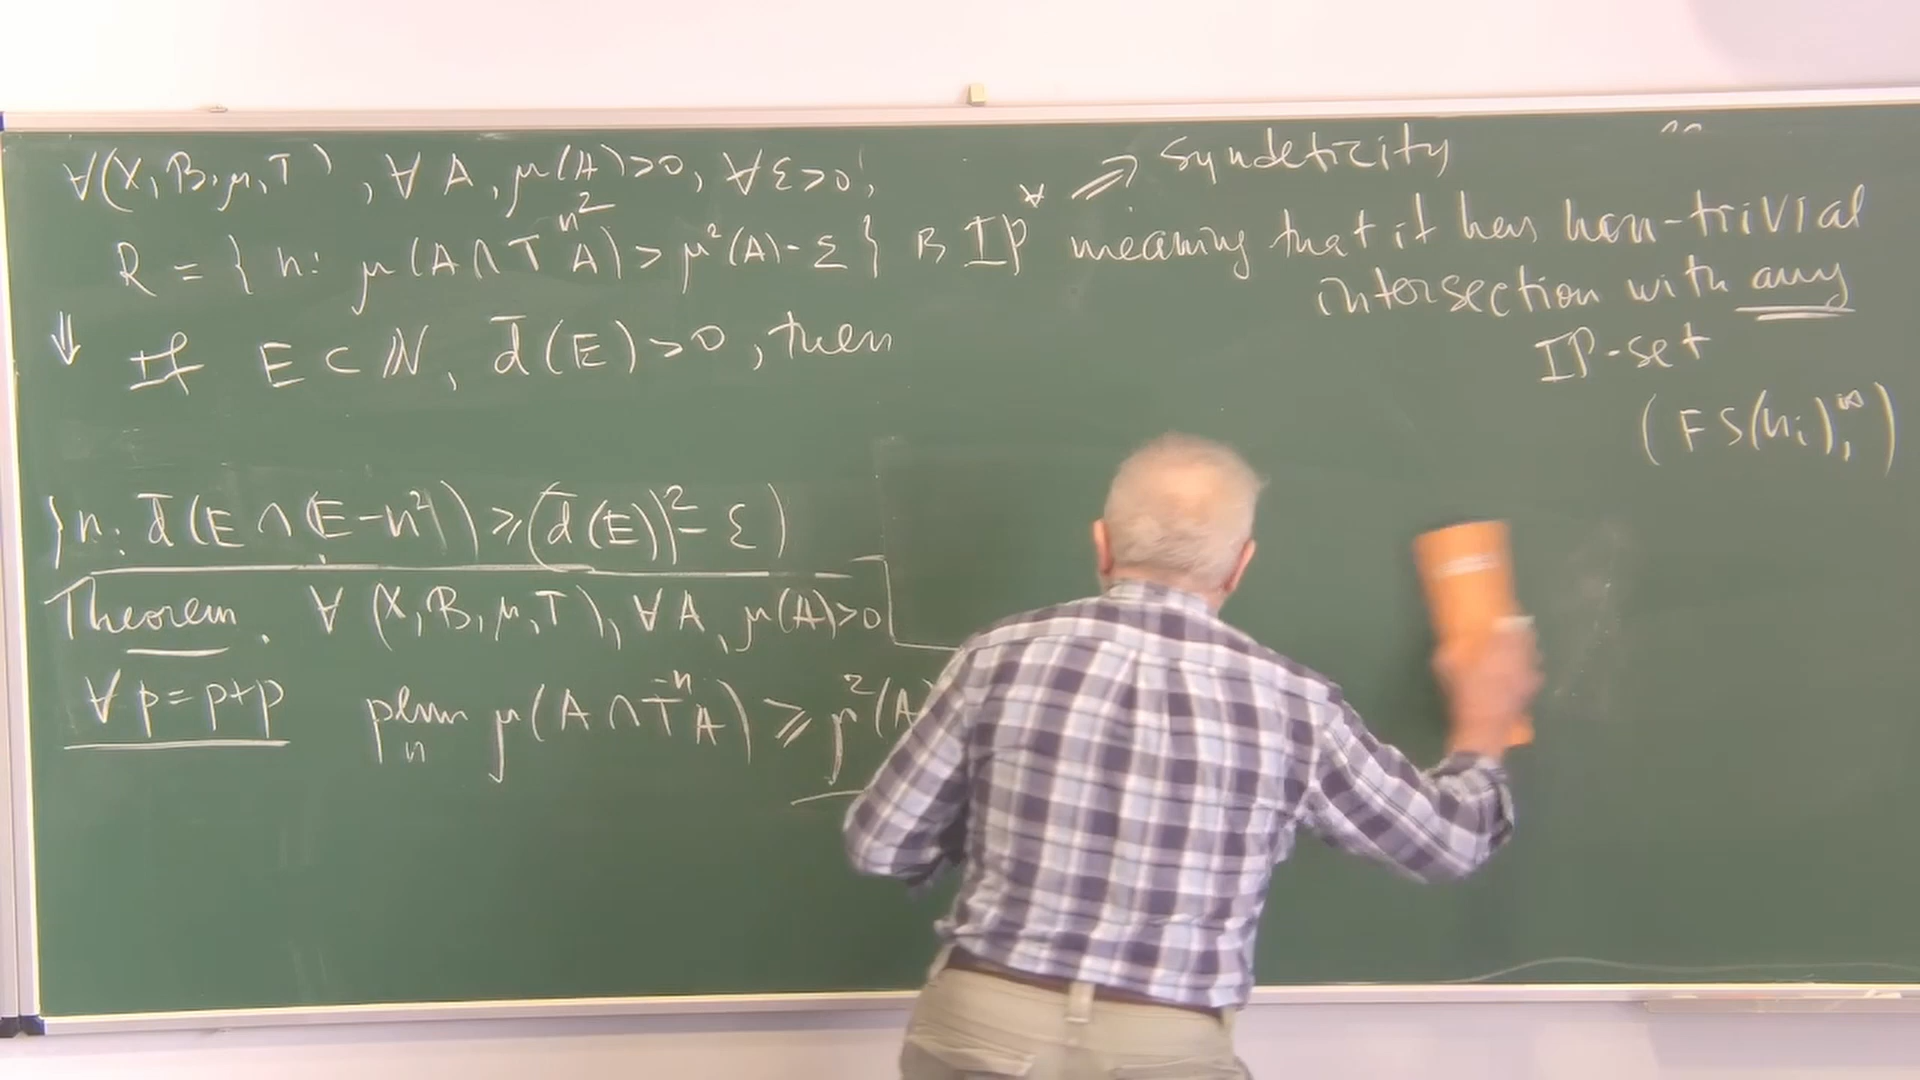 ∀(X, B, μ, T), ∀ A, μ(A)>0, ∀ε>0,
R = { n: μ(A ∩ T^{n²} A) > μ²(A) - ε } is IP* ⇒ syndeticity
meaning that it has non-trivial
intersection with any
IP-set
(FS(n_i)_1^∞)
⇓ If E ⊂ ℕ, d̄(E) > 0, then
{n: d̄(E ∩ (E-n²)) ≥ (d̄(E))² - ε}
Theorem. ∀ (X, B, μ, T), ∀ A, μ(A)>0
∀ p = p+p p-lim_n μ(A ∩ T^{-n} A) ≥ μ²(A